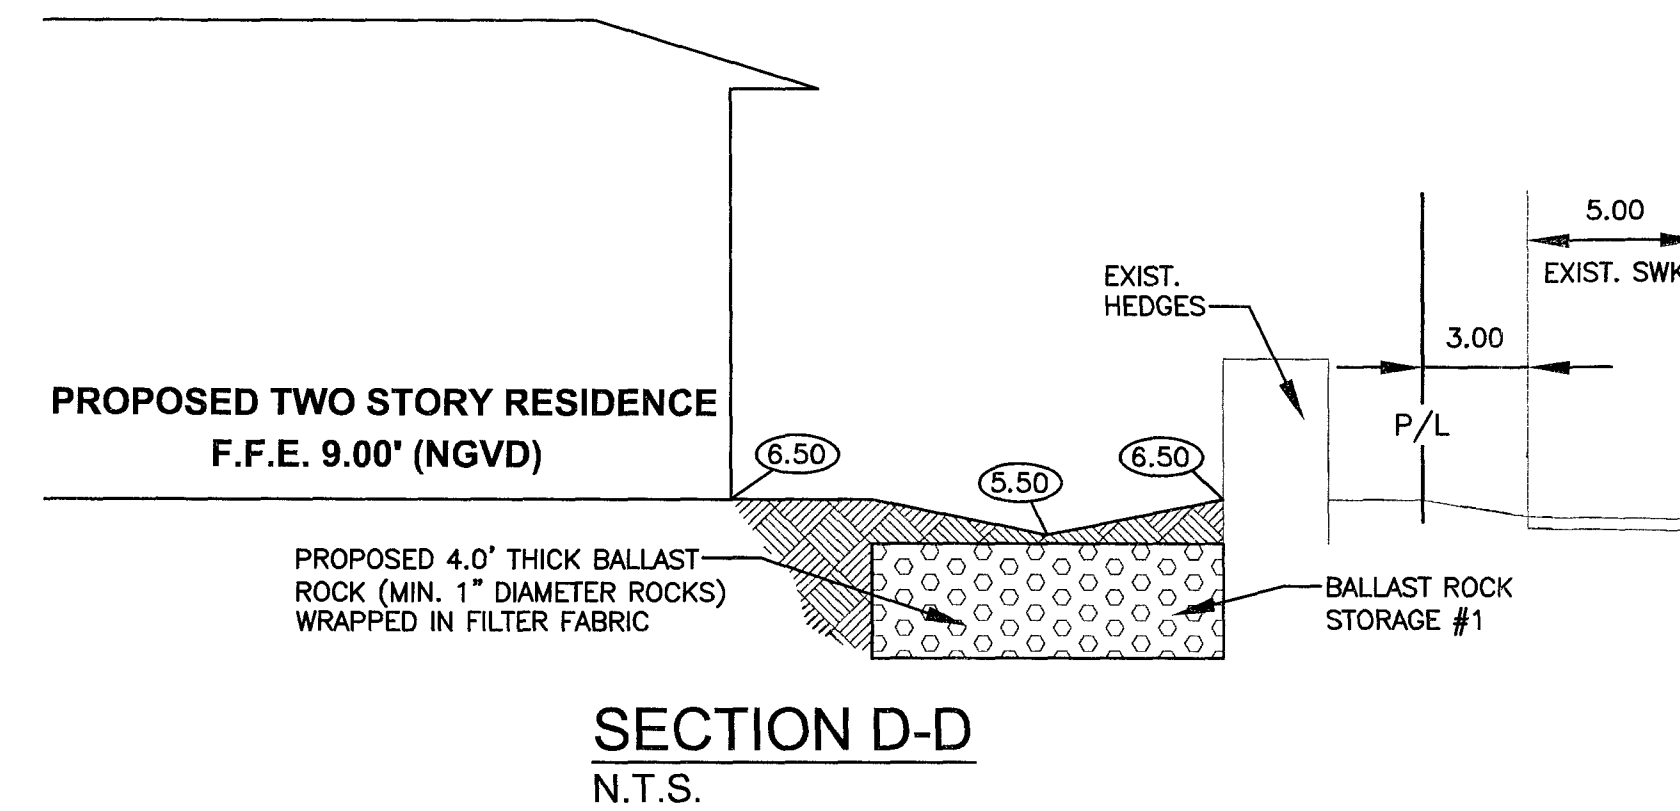 5.00
EXIST. SWK
EXIST.
HEDGES
3.00
P/L
PROPOSED TWO STORY RESIDENCE
F.F.E. 9.00' (NGVD)
6.50
5.50
6.50
PROPOSED 4.0' THICK BALLAST
ROCK (MIN. 1" DIAMETER ROCKS)
WRAPPED IN FILTER FABRIC
BALLAST ROCK
STORAGE #1
SECTION D-D
N.T.S.